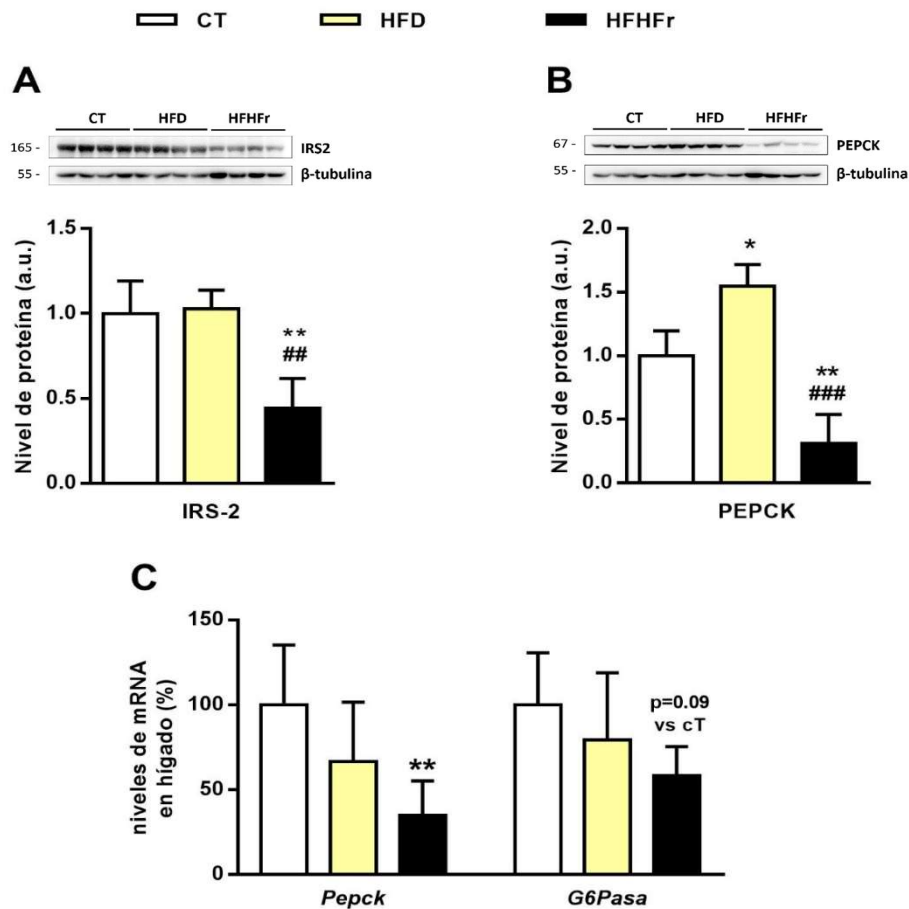 CT HFD HFHFr
A
CT HFD HFHFr
165 - IRS2
55 - β-tubulina
Nivel de proteína (a.u.)
1.5
1.0
0.5
0.0
**
##
IRS-2
B
CT HFD HFHFr
67 - PEPCK
55 - β-tubulina
Nivel de proteína (a.u.)
2.0
1.5
1.0
0.5
0.0
*
**
###
PEPCK
C
niveles de mRNA
en hígado (%)
150
100
50
0
**
p=0.09
vs cT
Pepck G6Pasa